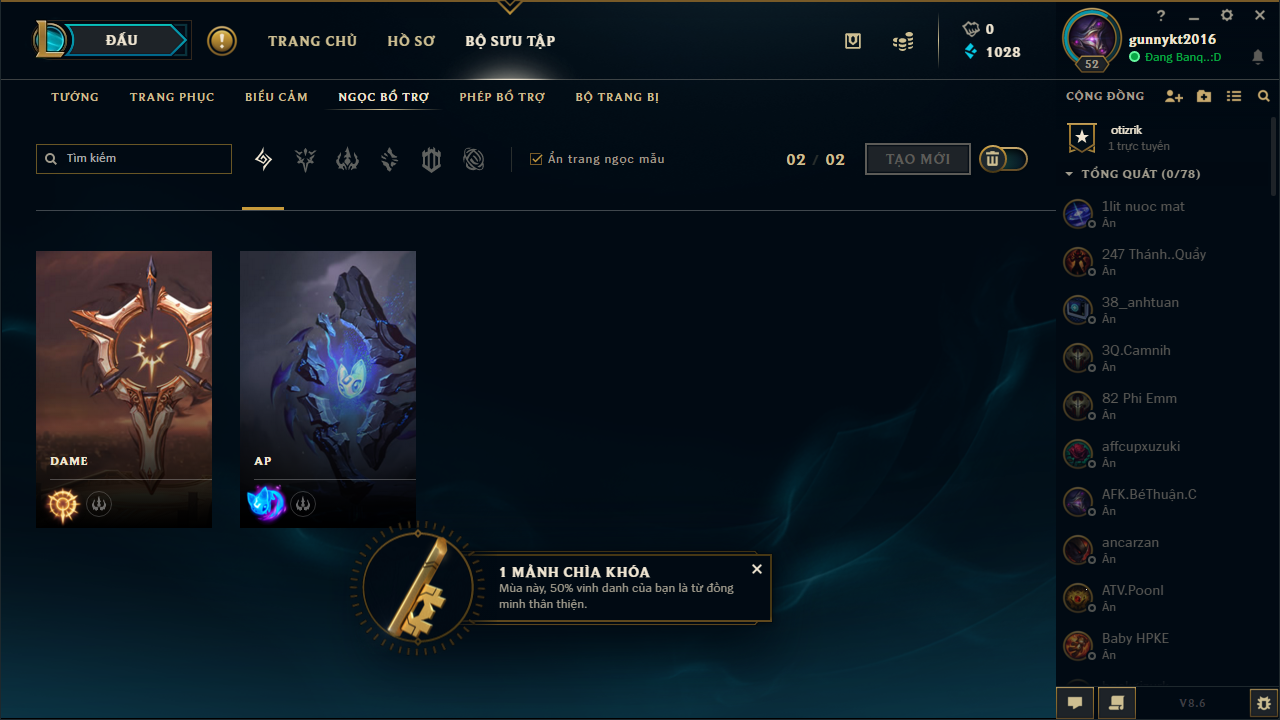 ĐẤU
TRANG CHỦ
HỒ SƠ
BỘ SƯU TẬP
0
1028
52
gunnykt2016
Đang Banq..:D
TƯỚNG
TRANG PHỤC
BIỂU CẢM
NGỌC BỔ TRỢ
PHÉP BỔ TRỢ
BỘ TRANG BỊ
CỘNG ĐỒNG
Tìm kiếm
Ẩn trang ngọc mẫu
02 / 02
TẠO MỚI
otizrik
1 trực tuyến
TỔNG QUÁT (0/78)
1lit nuoc mat
Ẩn
247 Thánh..Quẩy
Ẩn
38_anhtuan
Ẩn
3Q.Camnih
Ẩn
82 Phi Emm
Ẩn
affcupxuzuki
Ẩn
AFK.BéThuận.C
Ẩn
ancarzan
Ẩn
ATV.Poonl
Ẩn
Baby HPKE
Ẩn
DAME
AP
1 MẢNH CHÌA KHÓA
Mùa này, 50% vinh danh của bạn là từ đồng
minh thân thiện.
V8.6